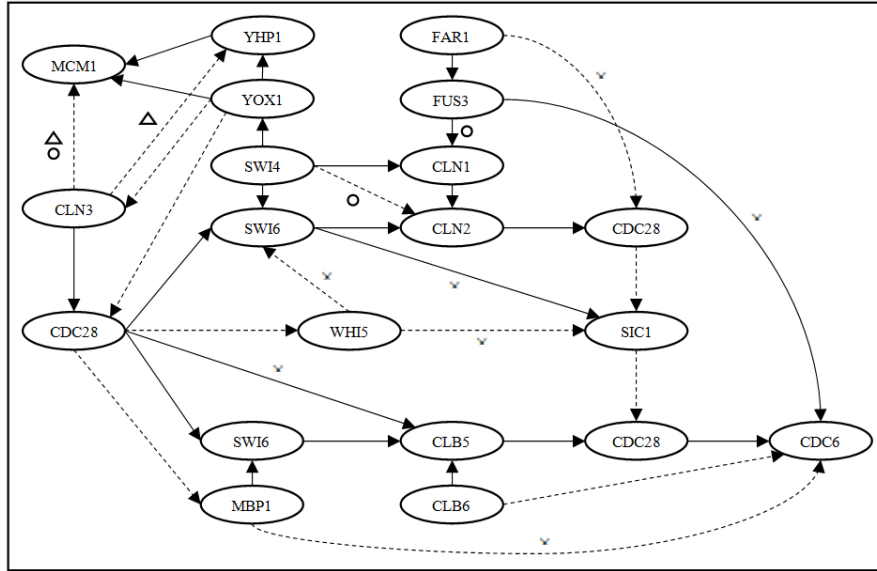 YHP1
FAR1
MCM1
YOX1
FUS3
SWI4
CLN1
CLN3
SWI6
CLN2
CDC28
CDC28
WHI5
SIC1
SWI6
CLB5
CDC28
CDC6
MBP1
CLB6